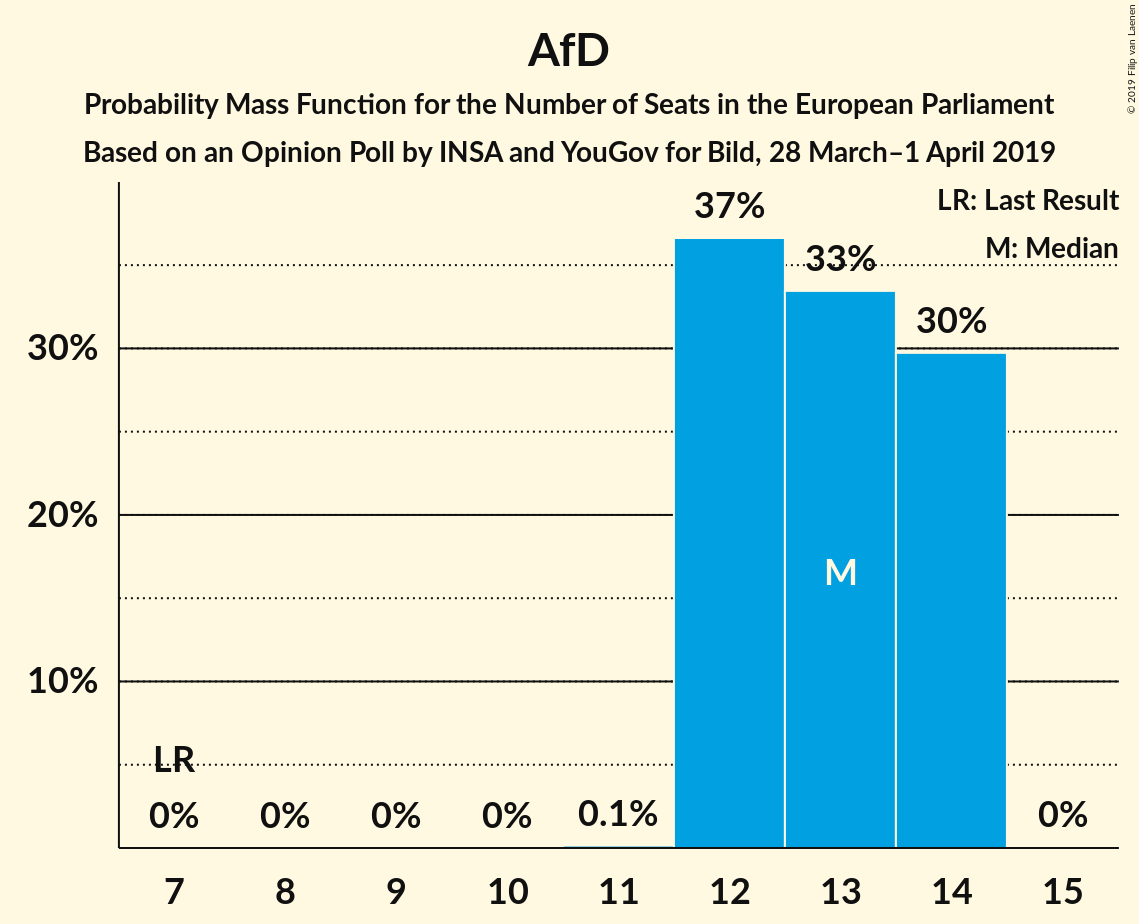 AfD
Probability Mass Function for the Number of Seats in the European Parliament
Based on an Opinion Poll by INSA and YouGov for Bild, 28 March–1 April 2019
© 2019 Filip van Laenen
LR: Last Result
M: Median
37%
33%
30%
30%
20%
10%
M
LR
0%
0%
0%
0%
0.1%
0%
7 8 9 10 11 12 13 14 15